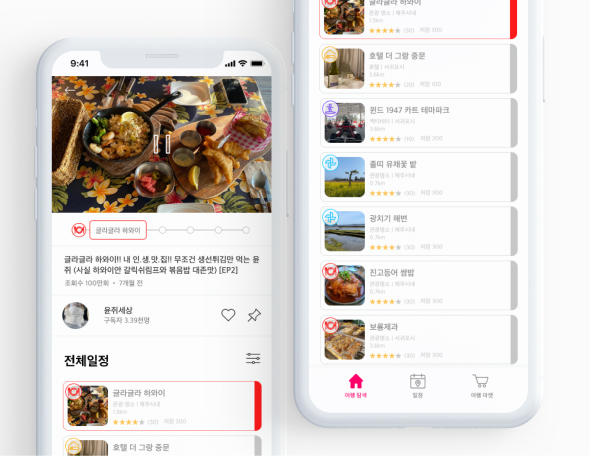 9:41
글라글라 하와이
글라글라 하와이!! 내 인.생.맛.집!! 무조건 생선튀김만 먹는 윤
쥐 (사실 하와이안 갈릭쉬림프와 볶음밥 대존맛) [EP2]
조회수 100만회 • 7개월 전
윤쥐세상
구독자 3.39천명
전체일정
글라글라 하와이
관광 명소 | 제주시내
1.5km
★★★★★ (50) 저장 300
호텔 더 그랑 중문
글라글라 하와이
관광 명소 | 제주시내
1.5km
★★★★★ (50) 저장 300
호텔 더 그랑 중문
호텔 | 서귀포시
3.6km
★★★★★ (20) 저장 100
윈드 1947 카트 테마파크
액티비티 | 서귀포시
3.6km
★★★★★ (10) 저장 300
흘띠 유채꽃 밭
관광명소 | 제주시내
0.7km
★★★★★ (30) 저장 300
광치기 해변
관광명소 | 제주시내
0.7km
★★★★★ (30) 저장 300
진고등어 쌈밥
관광명소 | 제주시내
0.7km
★★★★★ (30) 저장 300
보룡제과
관광명소 | 제주시내
3.6km
★★★★★ (30) 저장 300
여행 탐색
일정
여행 마켓